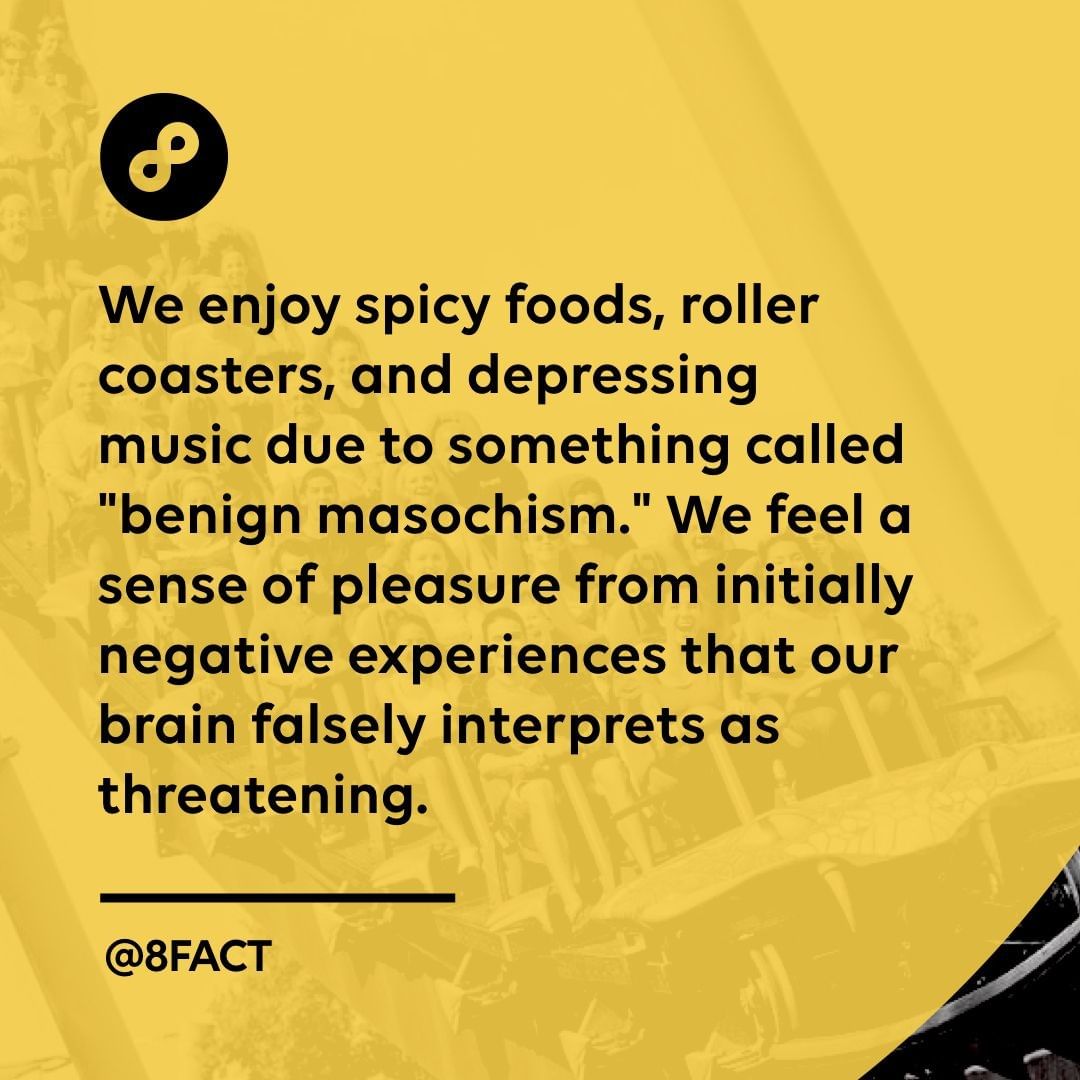 We enjoy spicy foods, roller
coasters, and depressing
music due to something called
"benign masochism." We feel a
sense of pleasure from initially
negative experiences that our
brain falsely interprets as
threatening.
@8FACT